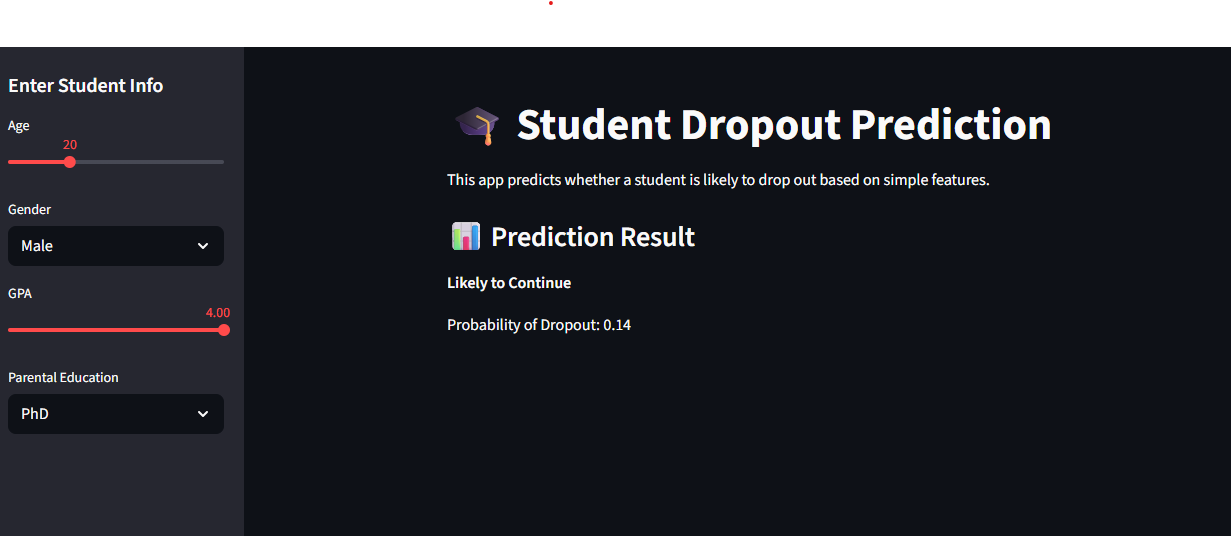 Enter Student Info
Age
20
Gender
Male
GPA
4.00
Parental Education
PhD
Student Dropout Prediction
This app predicts whether a student is likely to drop out based on simple features.
Prediction Result
Likely to Continue
Probability of Dropout: 0.14